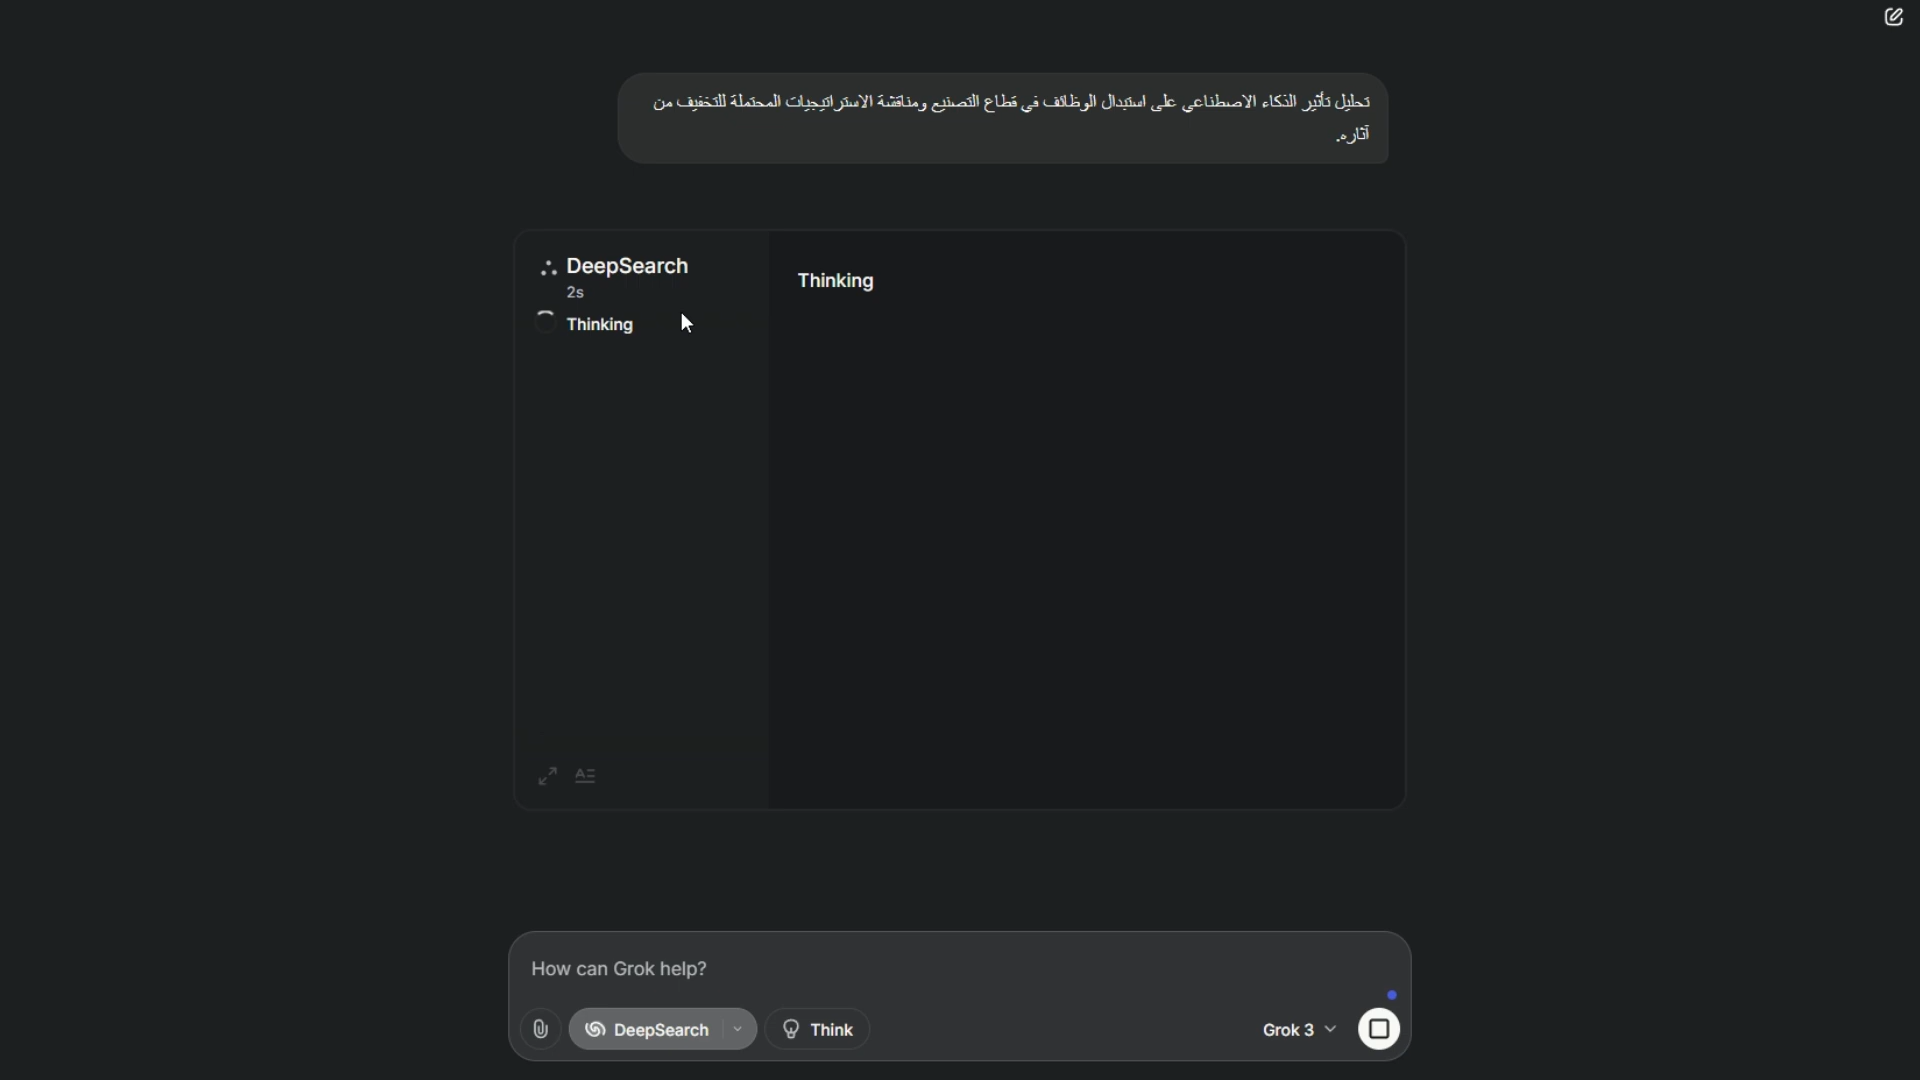 تحليل تأثير الذكاء الاصطناعي على استبدال الوظائف في قطاع التصنيع ومناقشة الاستراتيجيات المحتملة للتخفيف من
آثاره.
DeepSearch
2s
Thinking
Thinking
How can Grok help?
DeepSearch
Think
Grok 3